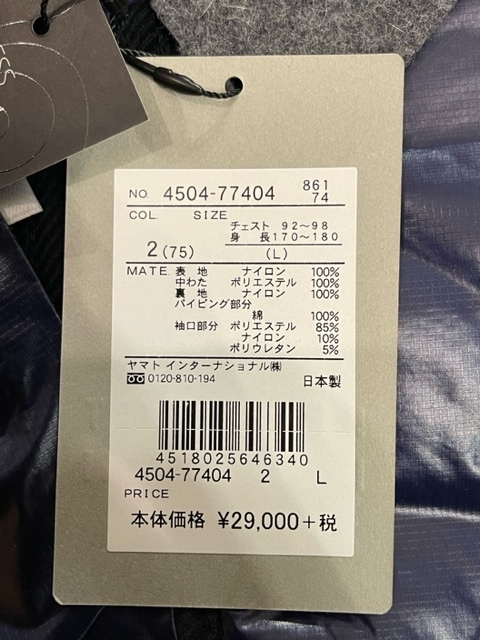 SS
NO. 4504-77404 861
74
COL. SIZE
チェスト 92～98
身 長170～180
2(75) (L)
MATE. 表 地 ナイロン 100%
中わた ポリエステル 100%
裏 地 ナイロン 100%
パイピング部分
綿 100%
袖口部分 ポリエステル 85%
ナイロン 10%
ポリウレタン 5%
ヤマト インターナショナル㈱
0120-810-194 日本製
4518025646340
4504-77404 2 L
PRICE
本体価格 ¥29,000+税